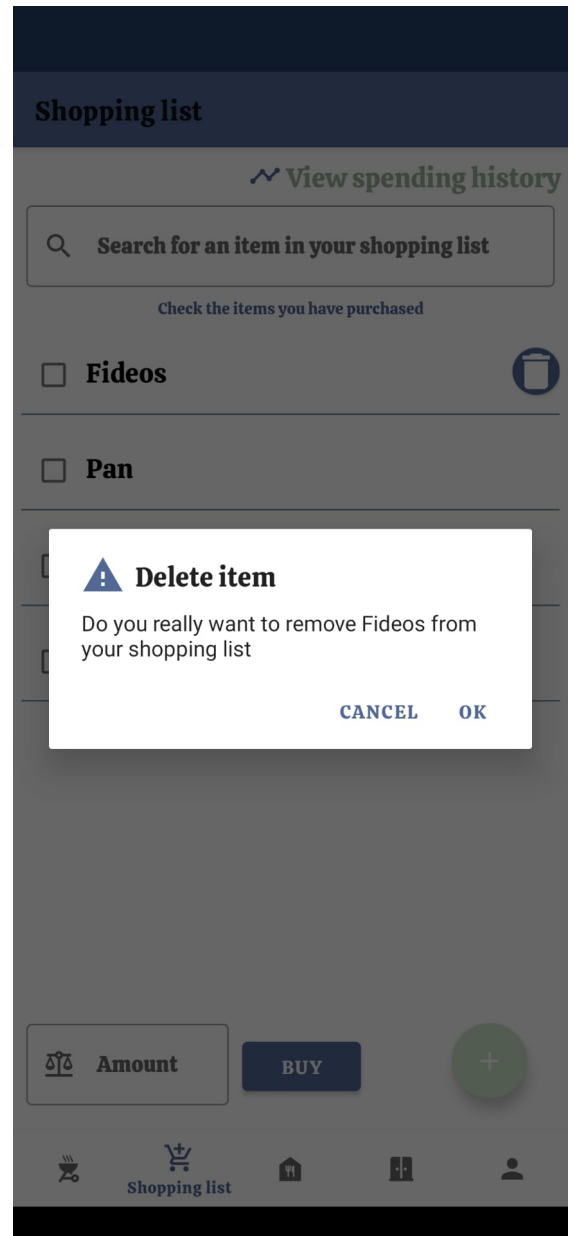 Shopping list
View spending history
Search for an item in your shopping list
Check the items you have purchased
Fideos
Pan
Delete item
Do you really want to remove Fideos from
your shopping list
CANCEL OK
Amount
BUY
Shopping list